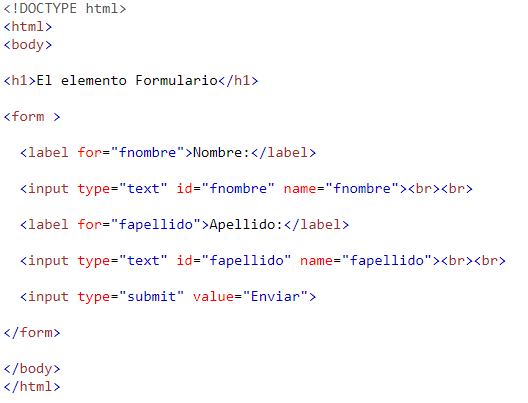 <!DOCTYPE html>
<html>
<body>
<h1>El elemento Formulario</h1>
<form >
<label for="fnombre">Nombre:</label>
<input type="text" id="fnombre" name="fnombre"><br><br>
<label for="fapellido">Apellido:</label>
<input type="text" id="fapellido" name="fapellido"><br><br>
<input type="submit" value="Enviar">
</form>
</body>
</html>